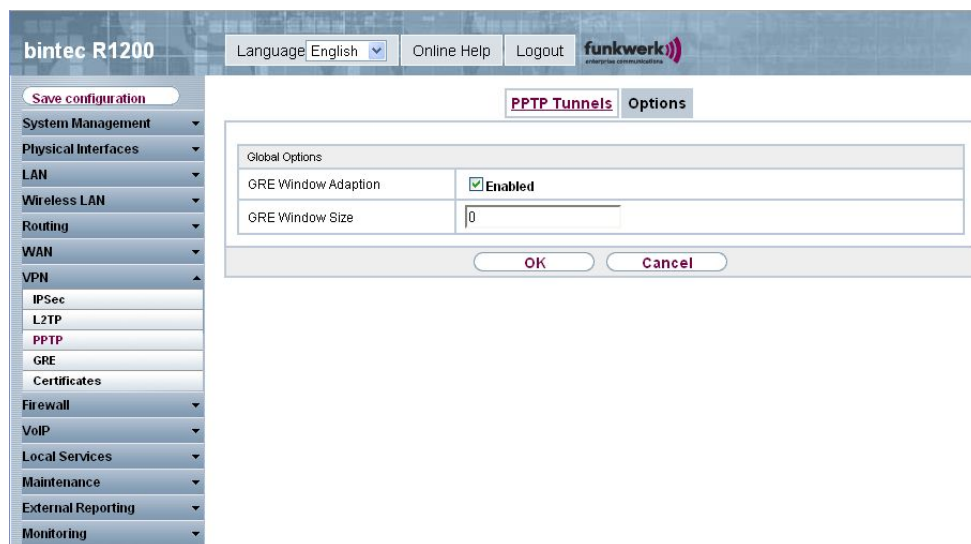 bintec R1200
Language English
Online Help
Logout
funkwerk
enterprise communications
Save configuration
System Management
Physical Interfaces
LAN
Wireless LAN
Routing
WAN
VPN
IPSec
L2TP
PPTP
GRE
Certificates
Firewall
VoIP
Local Services
Maintenance
External Reporting
Monitoring
PPTP Tunnels
Options
Global Options
GRE Window Adaption
Enabled
GRE Window Size
0
OK
Cancel